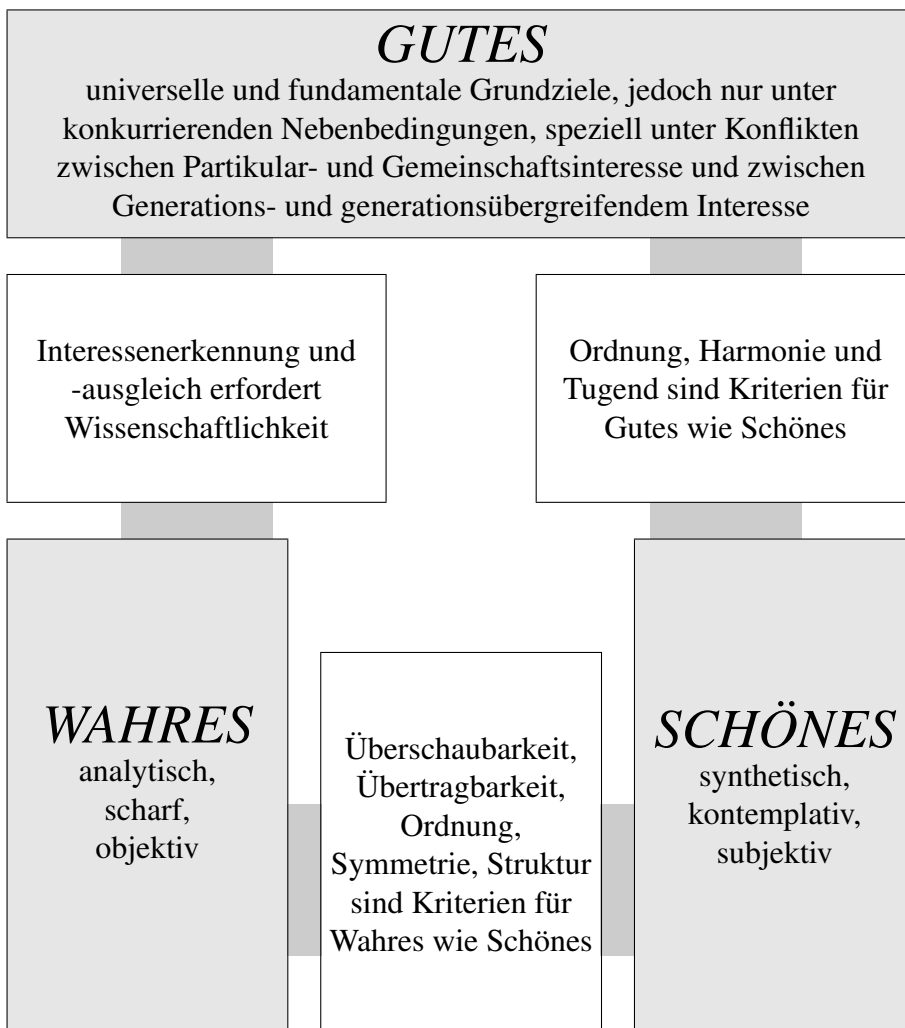 GUTES
universelle und fundamentale Grundziele, jedoch nur unter
konkurrierenden Nebenbedingungen, speziell unter Konflikten
zwischen Partikular- und Gemeinschaftsinteresse und zwischen
Generations- und generationsübergreifendem Interesse
Interessenerkennung und
-ausgleich erfordert
Wissenschaftlichkeit
Ordnung, Harmonie und
Tugend sind Kriterien für
Gutes wie Schönes
WAHRES
analytisch,
scharf,
objektiv
Überschaubarkeit,
Übertragbarkeit,
Ordnung,
Symmetrie, Struktur
sind Kriterien für
Wahres wie Schönes
SCHÖNES
synthetisch,
kontemplativ,
subjektiv